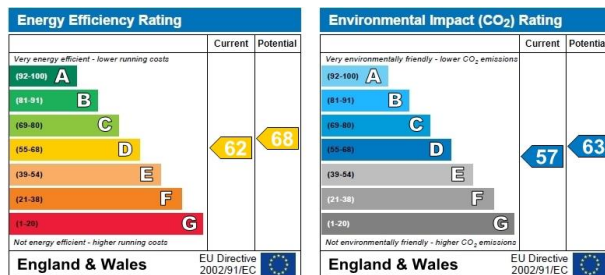 Energy Efficiency Rating
Current Potential
Very energy efficient - lower running costs
(92-100) A
(81-91) B
(69-80) C
(55-68) D
(39-54) E
(21-38) F
(1-20) G
62
68
Not energy efficient - higher running costs
England & Wales
EU Directive
2002/91/EC
Environmental Impact (CO2) Rating
Current Potential
Very environmentally friendly - lower CO2 emissions
(92-100) A
(81-91) B
(69-80) C
(55-68) D
(39-54) E
(21-38) F
(1-20) G
57
63
Not environmentally friendly - higher CO2 emissions
England & Wales
EU Directive
2002/91/EC